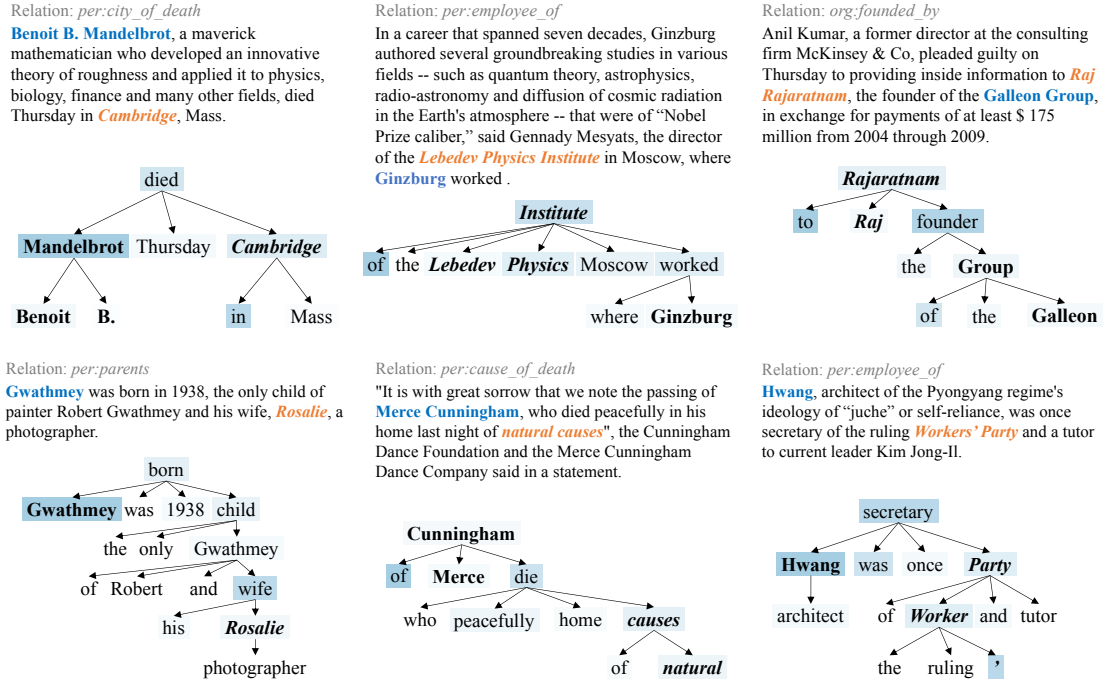 Relation: per:city_of_death
Benoit B. Mandelbrot, a maverick
mathematician who developed an innovative
theory of roughness and applied it to physics,
biology, finance and many other fields, died
Thursday in Cambridge, Mass.
died
Mandelbrot Thursday Cambridge
Benoit B. in Mass
Relation: per:employee_of
In a career that spanned seven decades, Ginzburg
authored several groundbreaking studies in various
fields -- such as quantum theory, astrophysics,
radio-astronomy and diffusion of cosmic radiation
in the Earth's atmosphere -- that were of “Nobel
Prize caliber,” said Gennady Mesyats, the director
of the Lebedev Physics Institute in Moscow, where
Ginzburg worked .
Institute
of the Lebedev Physics Moscow worked
where Ginzburg
Relation: org:founded_by
Anil Kumar, a former director at the consulting
firm McKinsey & Co, pleaded guilty on
Thursday to providing inside information to Raj
Rajaratnam, the founder of the Galleon Group,
in exchange for payments of at least $ 175
million from 2004 through 2009.
Rajaratnam
to Raj founder
the Group
of the Galleon
Relation: per:parents
Gwathmey was born in 1938, the only child of
painter Robert Gwathmey and his wife, Rosalie, a
photographer.
born
Gwathmey was 1938 child
the only Gwathmey
of Robert and wife
his Rosalie
photographer
Relation: per:cause_of_death
"It is with great sorrow that we note the passing of
Merce Cunningham, who died peacefully in his
home last night of natural causes", the Cunningham
Dance Foundation and the Merce Cunningham
Dance Company said in a statement.
Cunningham
of Merce die
who peacefully home causes
of natural
Relation: per:employee_of
Hwang, architect of the Pyongyang regime's
ideology of “juche” or self-reliance, was once
secretary of the ruling Workers’ Party and a tutor
to current leader Kim Jong-Il.
secretary
Hwang was once Party
architect of Worker and tutor
the ruling ’